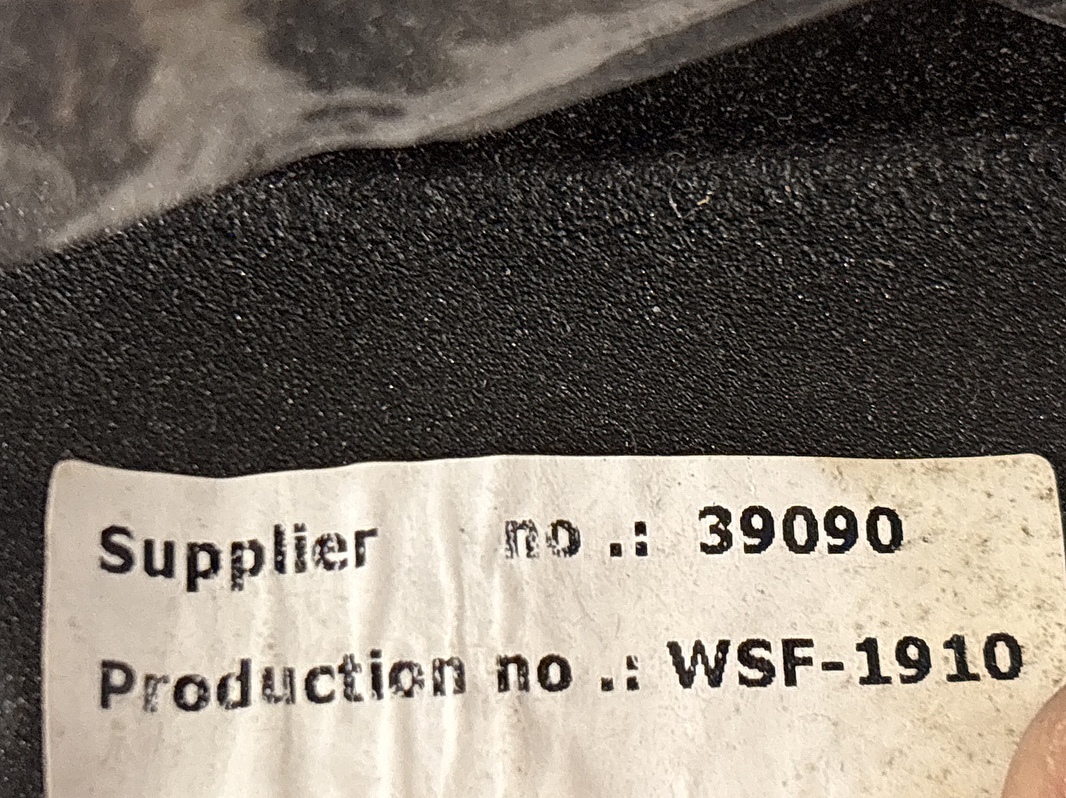 Supplier no .: 39090
Production no .: WSF-1910